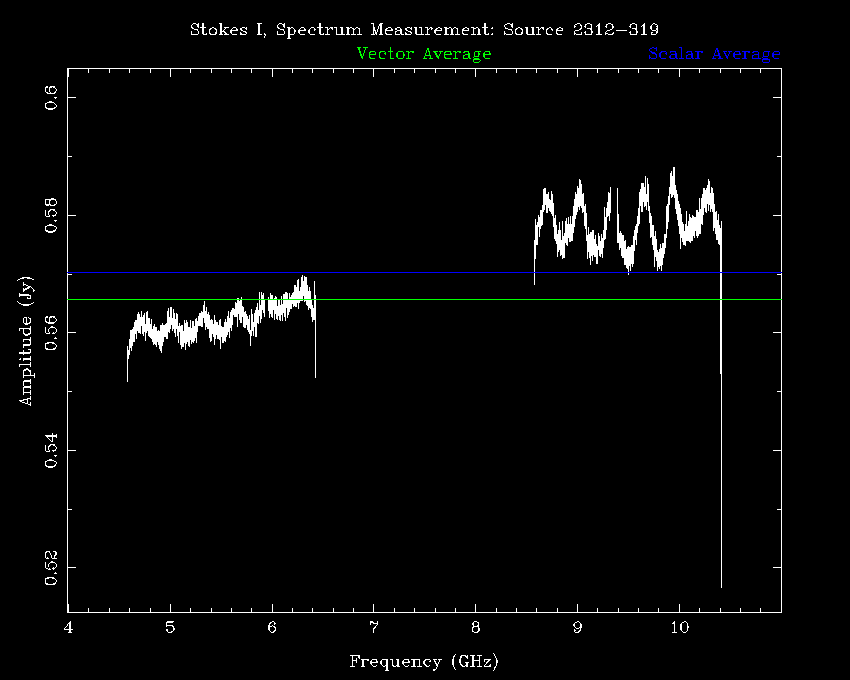 Stokes I, Spectrum Measurement: Source 2312−319
Vector Average
Scalar Average
0.6
0.58
0.56
0.54
0.52
Amplitude (Jy)
4 5 6 7 8 9 10
Frequency (GHz)